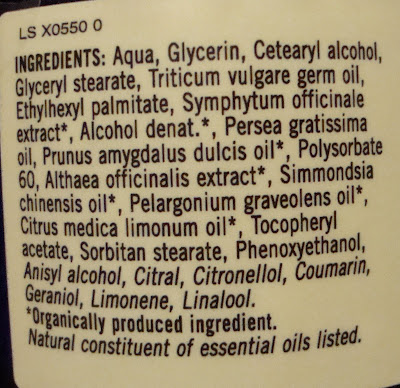 LS X0550 0
INGREDIENTS: Aqua, Glycerin, Cetearyl alcohol,
Glyceryl stearate, Triticum vulgare germ oil,
Ethylhexyl palmitate, Symphytum officinale
extract*, Alcohol denat.*, Persea gratissima
oil, Prunus amygdalus dulcis oil*, Polysorbate
60, Althaea officinalis extract*, Simmondsia
chinensis oil*, Pelargonium graveolens oil*,
Citrus medica limonum oil*, Tocopheryl
acetate, Sorbitan stearate, Phenoxyethanol,
Anisyl alcohol, Citral, Citronellol, Coumarin,
Geraniol, Limonene, Linalool.
*Organically produced ingredient.
Natural constituent of essential oils listed.